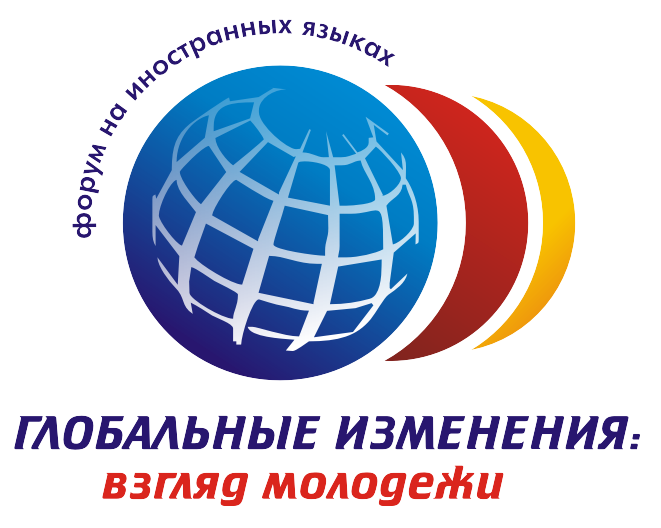 форум на иностранных языках
ГЛОБАЛЬНЫЕ ИЗМЕНЕНИЯ:
взгляд молодежи